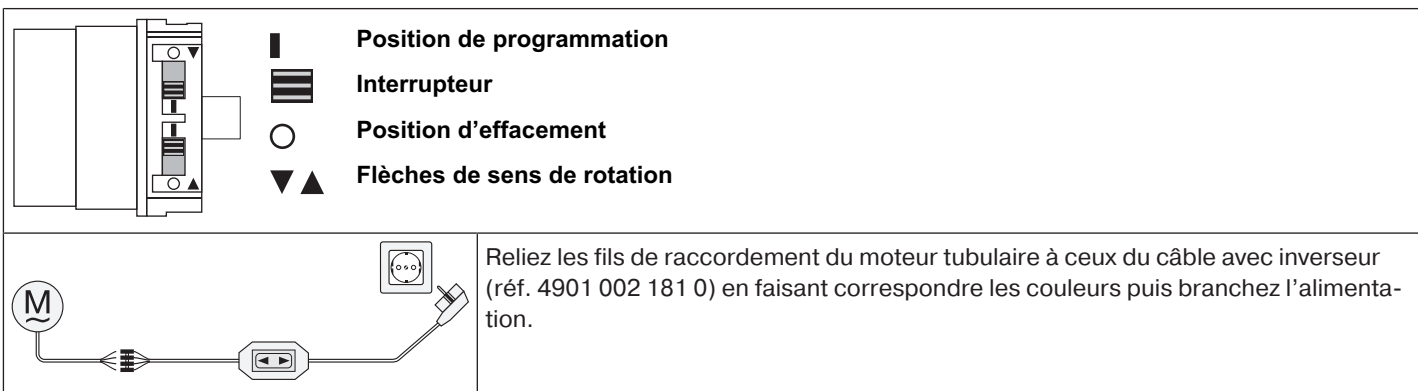 Position de programmation
Interrupteur
Position d’effacement
Flèches de sens de rotation
M
Reliez les fils de raccordement du moteur tubulaire à ceux du câble avec inverseur
(réf. 4901 002 181 0) en faisant correspondre les couleurs puis branchez l’alimenta-
tion.